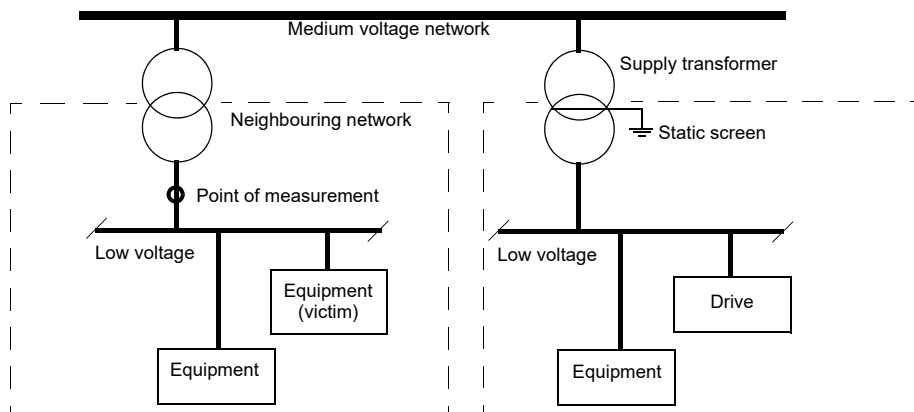 Medium voltage network
Supply transformer
Neighbouring network
Static screen
Point of measurement
Low voltage
Low voltage
Equipment
(victim)
Drive
Equipment
Equipment